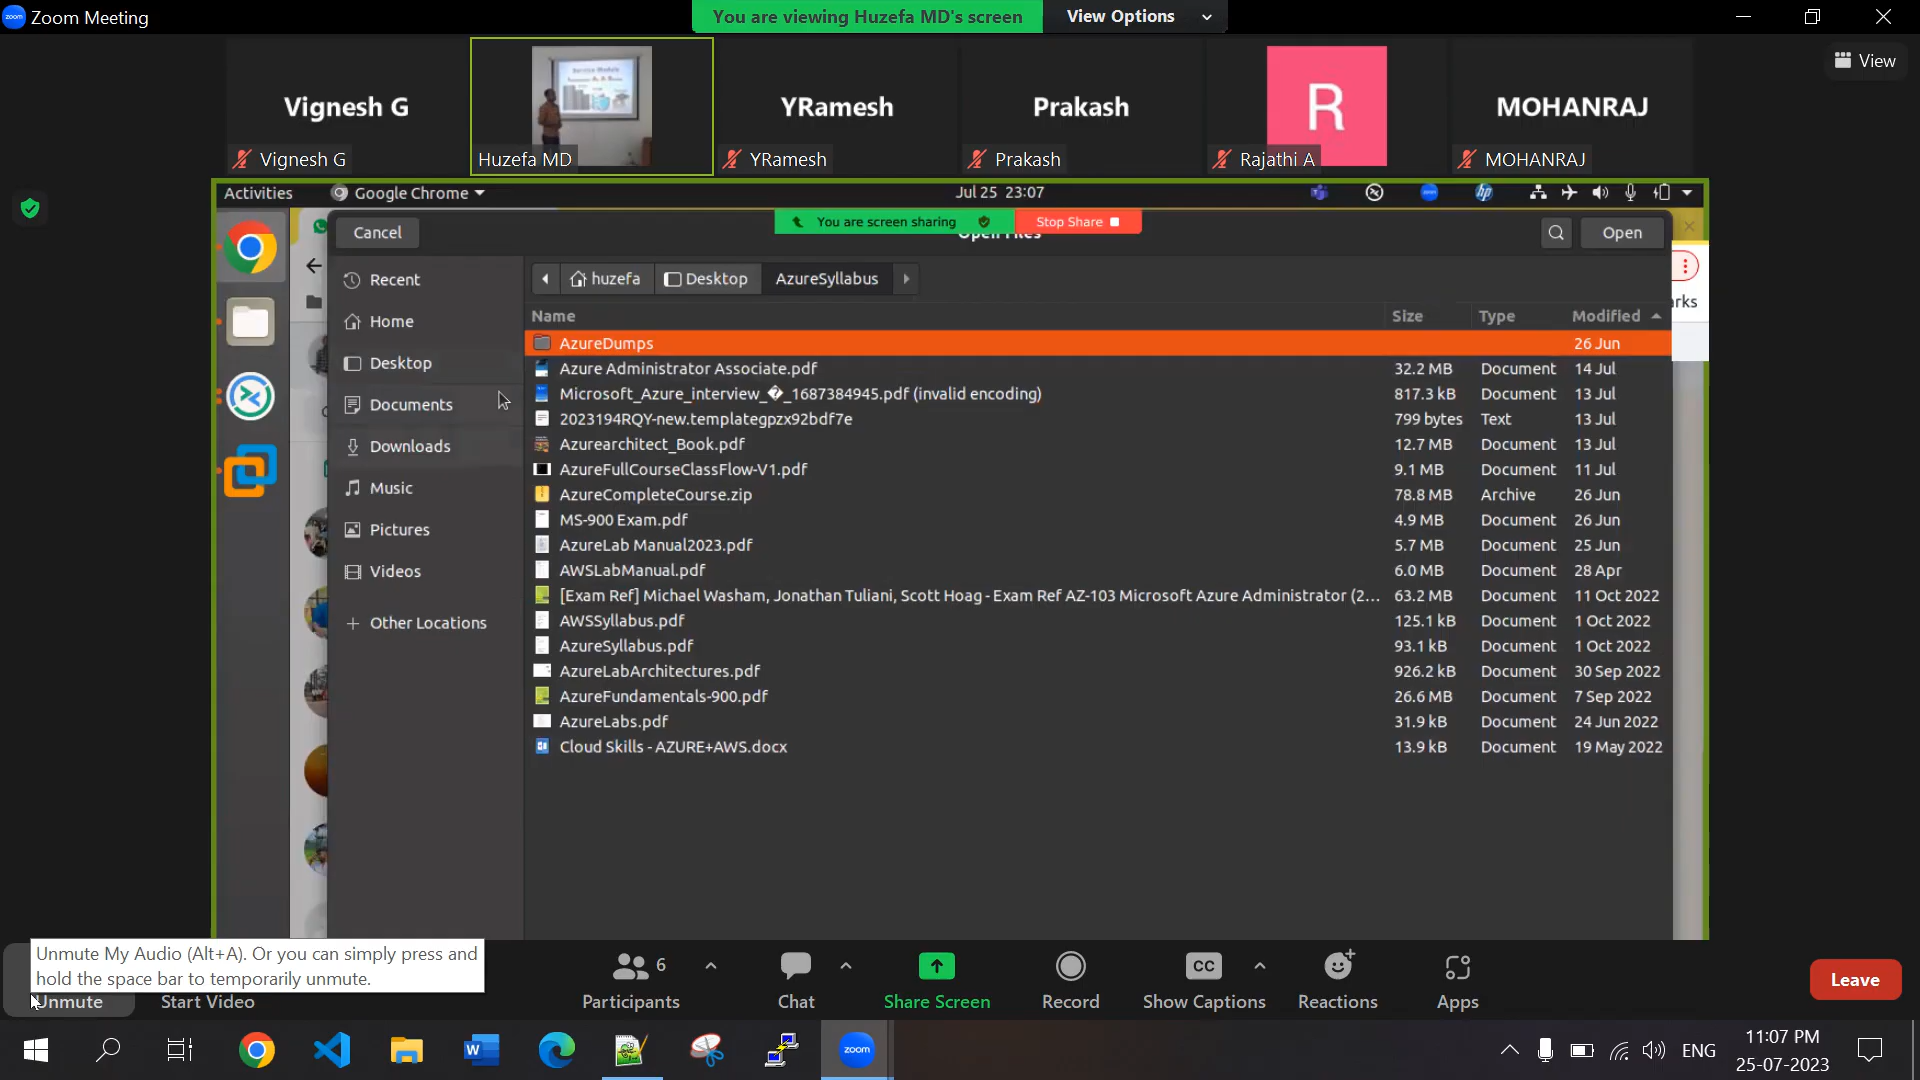 Zoom Meeting
You are viewing Huzefa MD's screen
View Options
View
Vignesh G
YRamesh
Prakash
R
MOHANRAJ
Vignesh G
Huzefa MD
YRamesh
Prakash
Rajathi A
MOHANRAJ
Activities
Google Chrome
Jul 25 23:07
hp
zoom
You are screen sharing
Stop Share
Cancel
Open Files
Open
huzefa
Desktop
AzureSyllabus
Recent
Home
Desktop
Documents
Downloads
Music
Pictures
Videos
+ Other Locations
Name Size Type Modified
AzureDumps 26 Jun
Azure Administrator Associate.pdf 32.2 MB Document 14 Jul
Microsoft_Azure_interview_�_1687384945.pdf (invalid encoding) 817.3 kB Document 13 Jul
2023194RQY-new.templategpzx92bdf7e 799 bytes Text 13 Jul
Azurearchitect_Book.pdf 12.7 MB Document 13 Jul
AzureFullCourseClassFlow-V1.pdf 9.1 MB Document 11 Jul
AzureCompleteCourse.zip 78.8 MB Archive 26 Jun
MS-900 Exam.pdf 4.9 MB Document 26 Jun
AzureLab Manual2023.pdf 5.7 MB Document 25 Jun
AWSLabManual.pdf 6.0 MB Document 28 Apr
[Exam Ref] Michael Washam, Jonathan Tuliani, Scott Hoag - Exam Ref AZ-103 Microsoft Azure Administrator (2... 63.2 MB Document 11 Oct 2022
AWSSyllabus.pdf 125.1 kB Document 1 Oct 2022
AzureSyllabus.pdf 93.1 kB Document 1 Oct 2022
AzureLabArchitectures.pdf 926.2 kB Document 30 Sep 2022
AzureFundamentals-900.pdf 26.6 MB Document 7 Sep 2022
AzureLabs.pdf 31.9 kB Document 24 Jun 2022
Cloud Skills - AZURE+AWS.docx 13.9 kB Document 19 May 2022
arks
Unmute My Audio (Alt+A). Or you can simply press and
hold the space bar to temporarily unmute.
Unmute
Start Video
6
Participants
Chat
Share Screen
Record
CC
Show Captions
Reactions
Apps
Leave
zoom
ENG
11:07 PM
25-07-2023